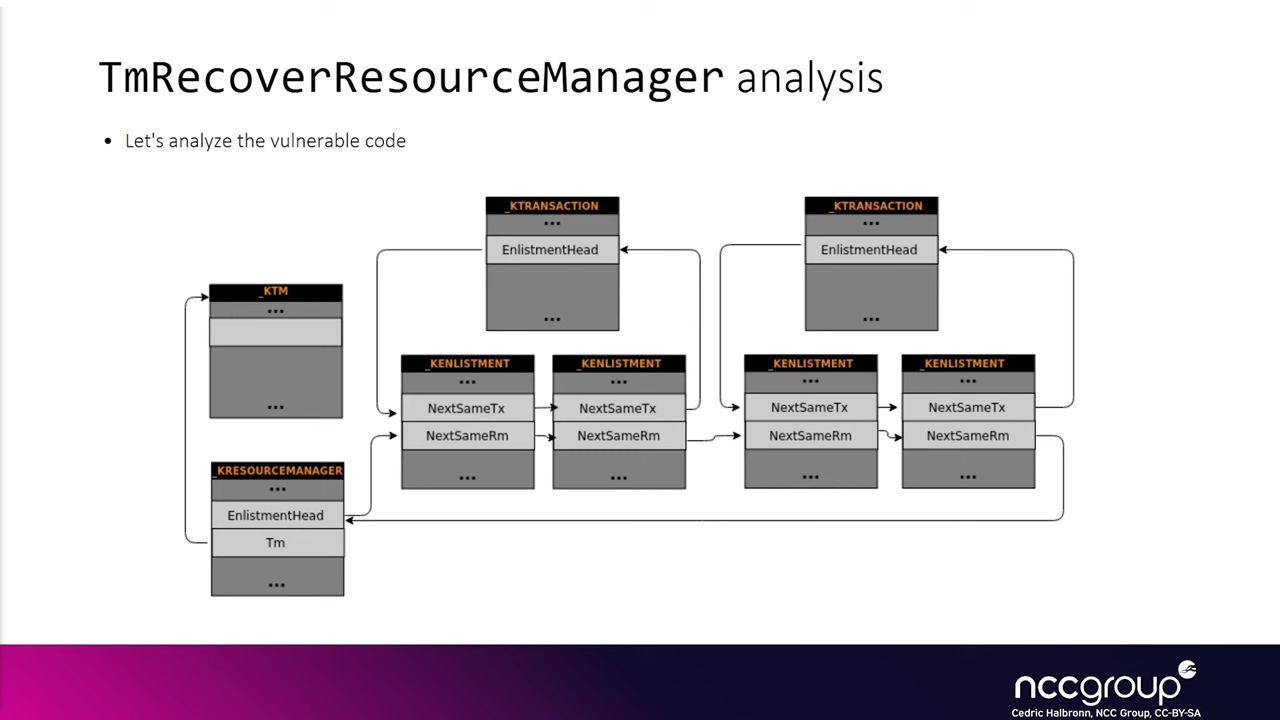 TmRecoverResourceManager analysis
• Let's analyze the vulnerable code
_KTRANSACTION
...
EnlistmentHead
...
_KTRANSACTION
...
EnlistmentHead
...
_KTM
...
...
_KENLISTMENT
...
NextSameTx
NextSameRm
...
_KENLISTMENT
...
NextSameTx
NextSameRm
...
_KENLISTMENT
...
NextSameTx
NextSameRm
...
_KENLISTMENT
...
NextSameTx
NextSameRm
...
_KRESOURCEMANAGER
...
EnlistmentHead
Tm
...
nccgroup
Cedric Halbronn, NCC Group, CC-BY-SA